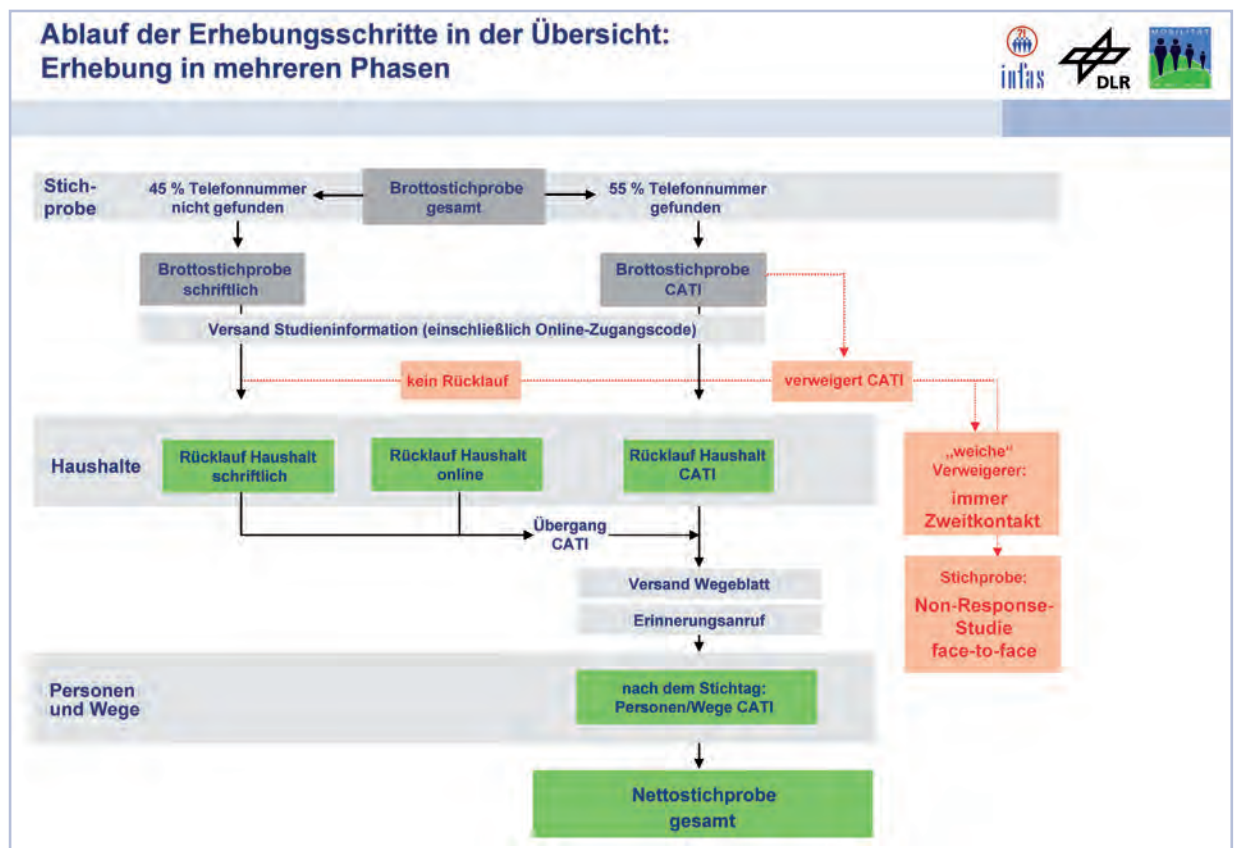 Ablauf der Erhebungsschritte in der Übersicht:
Erhebung in mehreren Phasen
infas
DLR
MOBILITÄT
Stich-
probe
45 % Telefonnummer
nicht gefunden
Brottostichprobe
gesamt
55 % Telefonnummer
gefunden
Brottostichprobe
schriftlich
Brottostichprobe
CATI
Versand Studieninformation (einschließlich Online-Zugangscode)
kein Rücklauf
verweigert CATI
Haushalte
Rücklauf Haushalt
schriftlich
Rücklauf Haushalt
online
Rücklauf Haushalt
CATI
„weiche“
Verweigerer:
immer
Zweitkontakt
Übergang
CATI
Stichprobe:
Non-Response-
Studie
face-to-face
Versand Wegeblatt
Erinnerungsanruf
Personen
und Wege
nach dem Stichtag:
Personen/Wege CATI
Nettostichprobe
gesamt